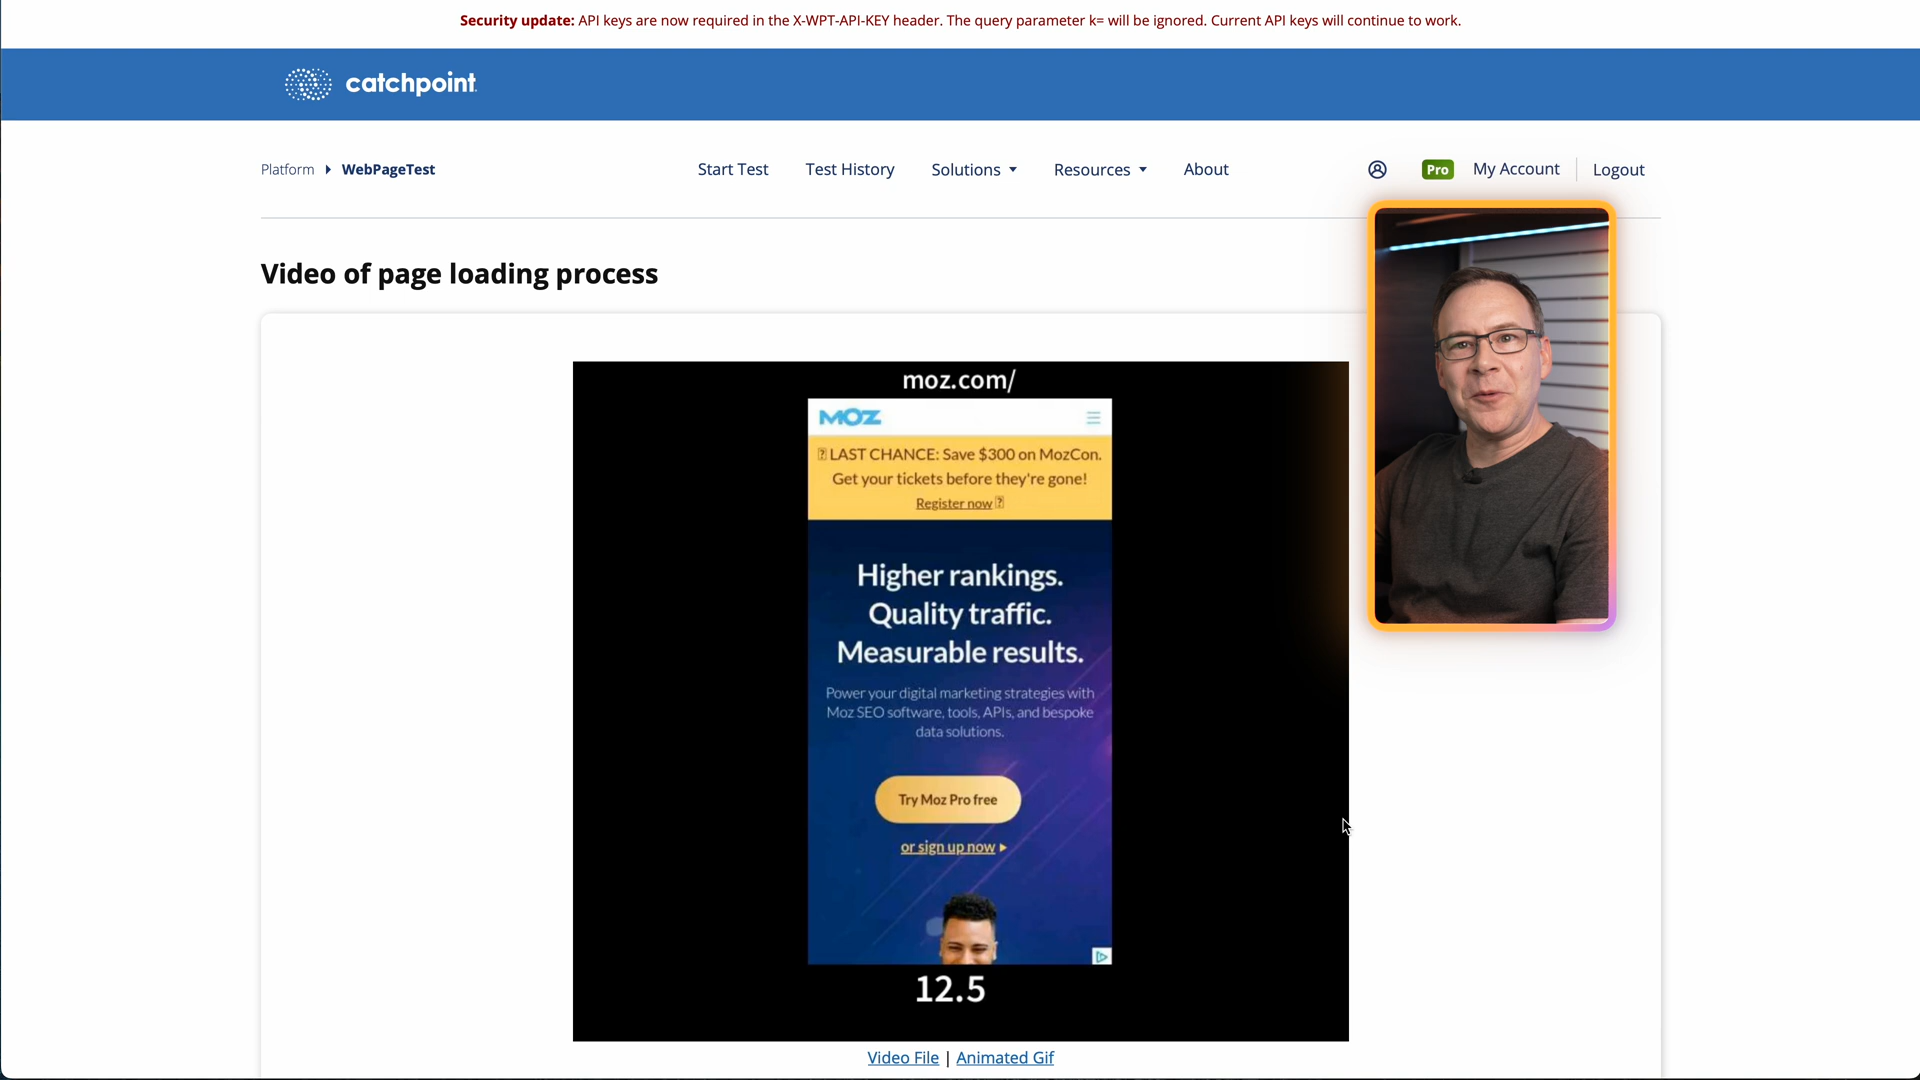 Security update: API keys are now required in the X-WPT-API-KEY header. The query parameter k= will be ignored. Current API keys will continue to work.
catchpoint
Platform WebPageTest Start Test Test History Solutions Resources About Pro My Account Logout
Video of page loading process
moz.com/
MOZ
LAST CHANCE: Save $300 on MozCon.
Get your tickets before they're gone!
Register now
Higher rankings.
Quality traffic.
Measurable results.
Power your digital marketing strategies with
Moz SEO software, tools, APIs, and bespoke
data solutions.
Try Moz Pro free
or sign up now
12.5
Video File | Animated Gif